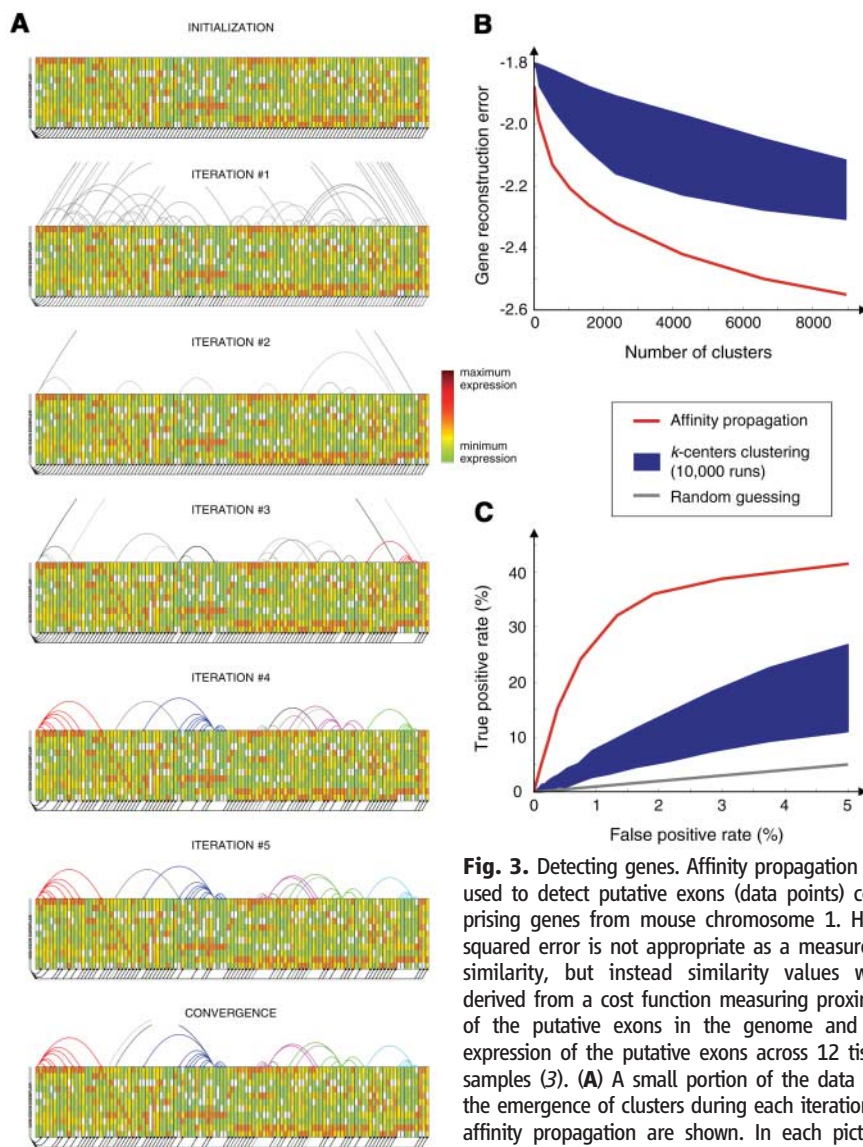 A
INITIALIZATION
ITERATION #1
ITERATION #2
maximum
expression
minimum
expression
ITERATION #3
ITERATION #4
ITERATION #5
CONVERGENCE
B
Gene reconstruction error
-1.8
-2.0
-2.2
-2.4
-2.6
0 2000 4000 6000 8000
Number of clusters
Affinity propagation
k-centers clustering
(10,000 runs)
Random guessing
C
True positive rate (%)
40
30
20
10
0
0 1 2 3 4 5
False positive rate (%)
Fig. 3. Detecting genes. Affinity propagation
used to detect putative exons (data points) co
prising genes from mouse chromosome 1. H
squared error is not appropriate as a measure
similarity, but instead similarity values w
derived from a cost function measuring proxin
of the putative exons in the genome and
expression of the putative exons across 12 tis
samples (3). (A) A small portion of the data
the emergence of clusters during each iteration
affinity propagation are shown. In each pict